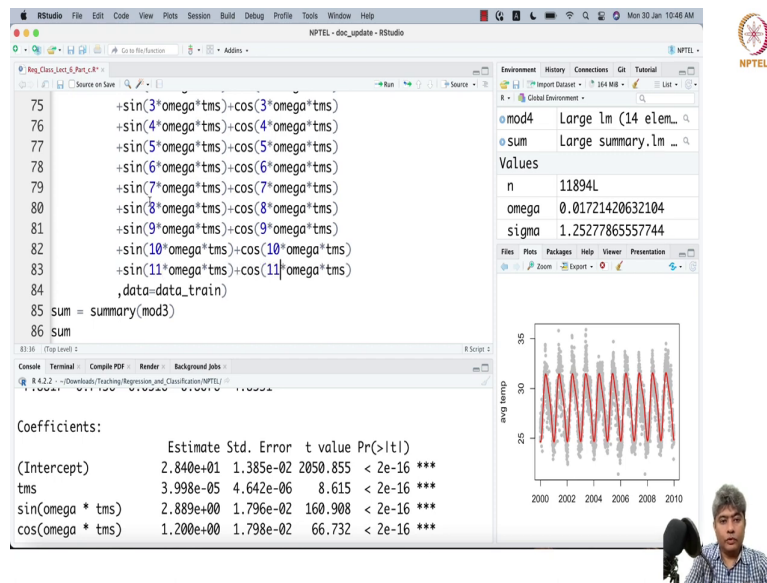 RStudio File Edit Code View Plots Session Build Debug Profile Tools Window Help Mon 30 Jan 10:46 AM
NPTEL - doc_update - RStudio
Go to file/function Addins NPTEL
Reg_Class_Lect_6_Part_c.R*
Source on Save Run Source
75 +sin(3*omega*tms)+cos(3*omega*tms)
76 +sin(4*omega*tms)+cos(4*omega*tms)
77 +sin(5*omega*tms)+cos(5*omega*tms)
78 +sin(6*omega*tms)+cos(6*omega*tms)
79 +sin(7*omega*tms)+cos(7*omega*tms)
80 +sin(8*omega*tms)+cos(8*omega*tms)
81 +sin(9*omega*tms)+cos(9*omega*tms)
82 +sin(10*omega*tms)+cos(10*omega*tms)
83 +sin(11*omega*tms)+cos(11*omega*tms)
84 ,data=data_train)
85 sum = summary(mod3)
86 sum
83:36 (Top Level) R Script
Console Terminal Compile PDF Render Background Jobs
R 4.2.2 · ~/Downloads/Teaching/Regression_and_Classification/NPTEL/
Coefficients:
Estimate Std. Error t value Pr(>|t|)
(Intercept) 2.840e+01 1.385e-02 2050.855 < 2e-16 ***
tms 3.998e-05 4.642e-06 8.615 < 2e-16 ***
sin(omega * tms) 2.889e+00 1.796e-02 160.908 < 2e-16 ***
cos(omega * tms) 1.200e+00 1.798e-02 66.732 < 2e-16 ***
Environment History Connections Git Tutorial
Import Dataset 164 MiB List
R Global Environment
mod4 Large lm (14 elem…
sum Large summary.lm …
Values
n 11894L
omega 0.01721420632104
sigma 1.25277865557744
Files Plots Packages Help Viewer Presentation
Zoom Export
avg temp
35
30
25
2000 2002 2004 2006 2008 2010
NPTEL